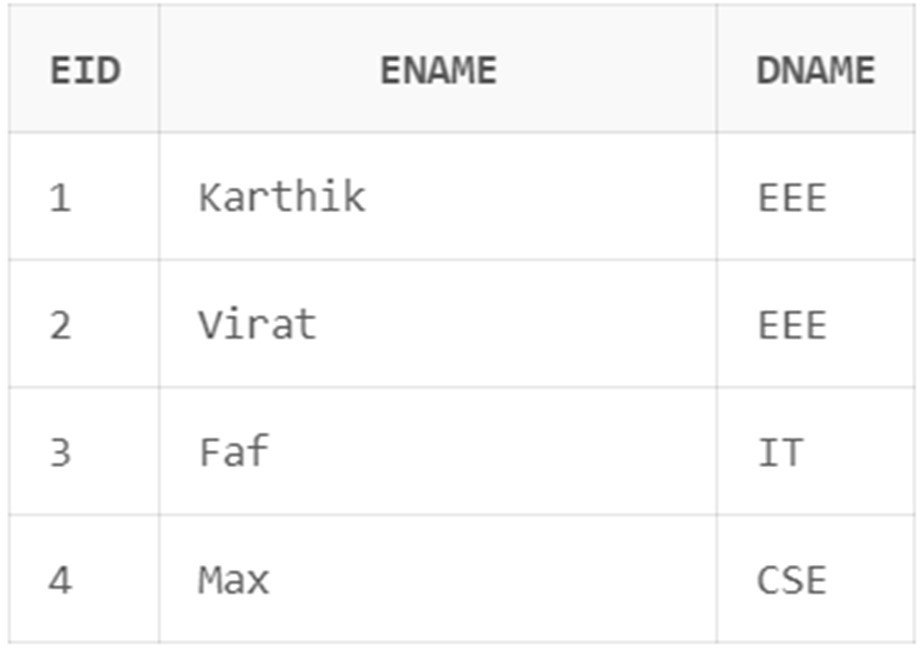 EID ENAME DNAME
1 Karthik EEE
2 Virat EEE
3 Faf IT
4 Max CSE